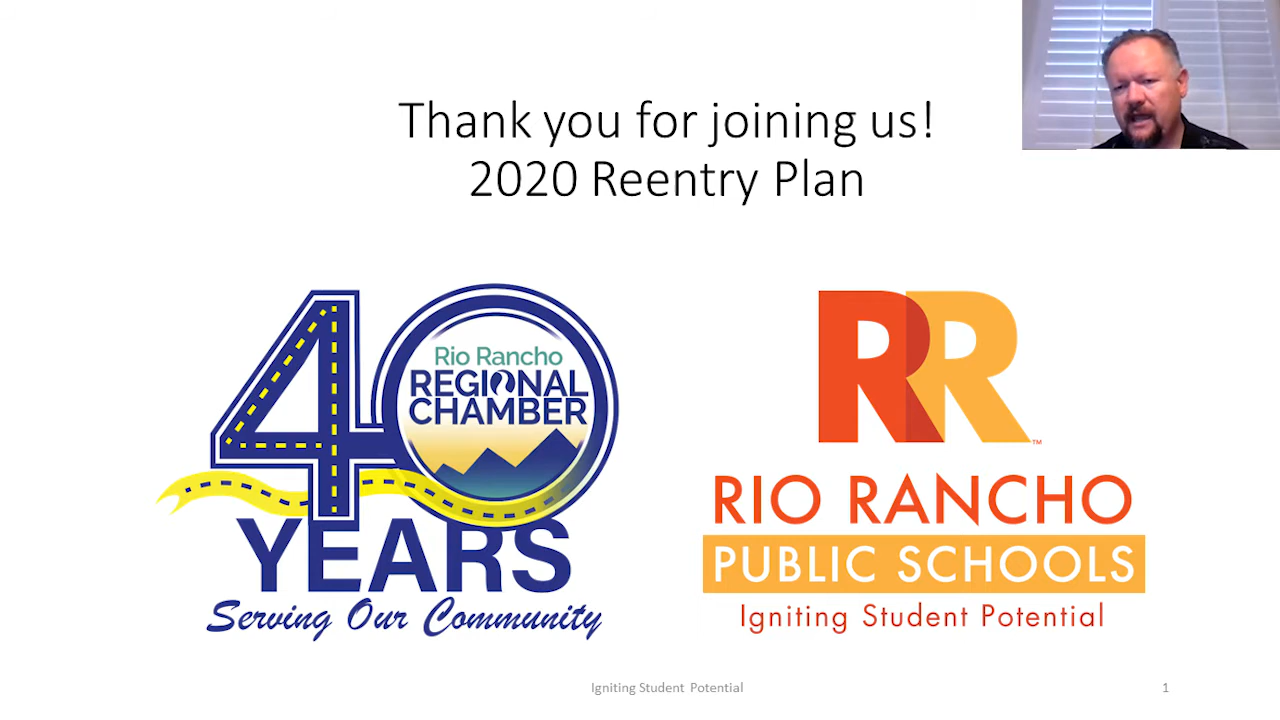 Thank you for joining us!
2020 Reentry Plan
40
Rio Rancho
REGIONAL
CHAMBER
YEARS
Serving Our Community
RR™
RIO RANCHO
PUBLIC SCHOOLS
Igniting Student Potential
Igniting Student Potential
1